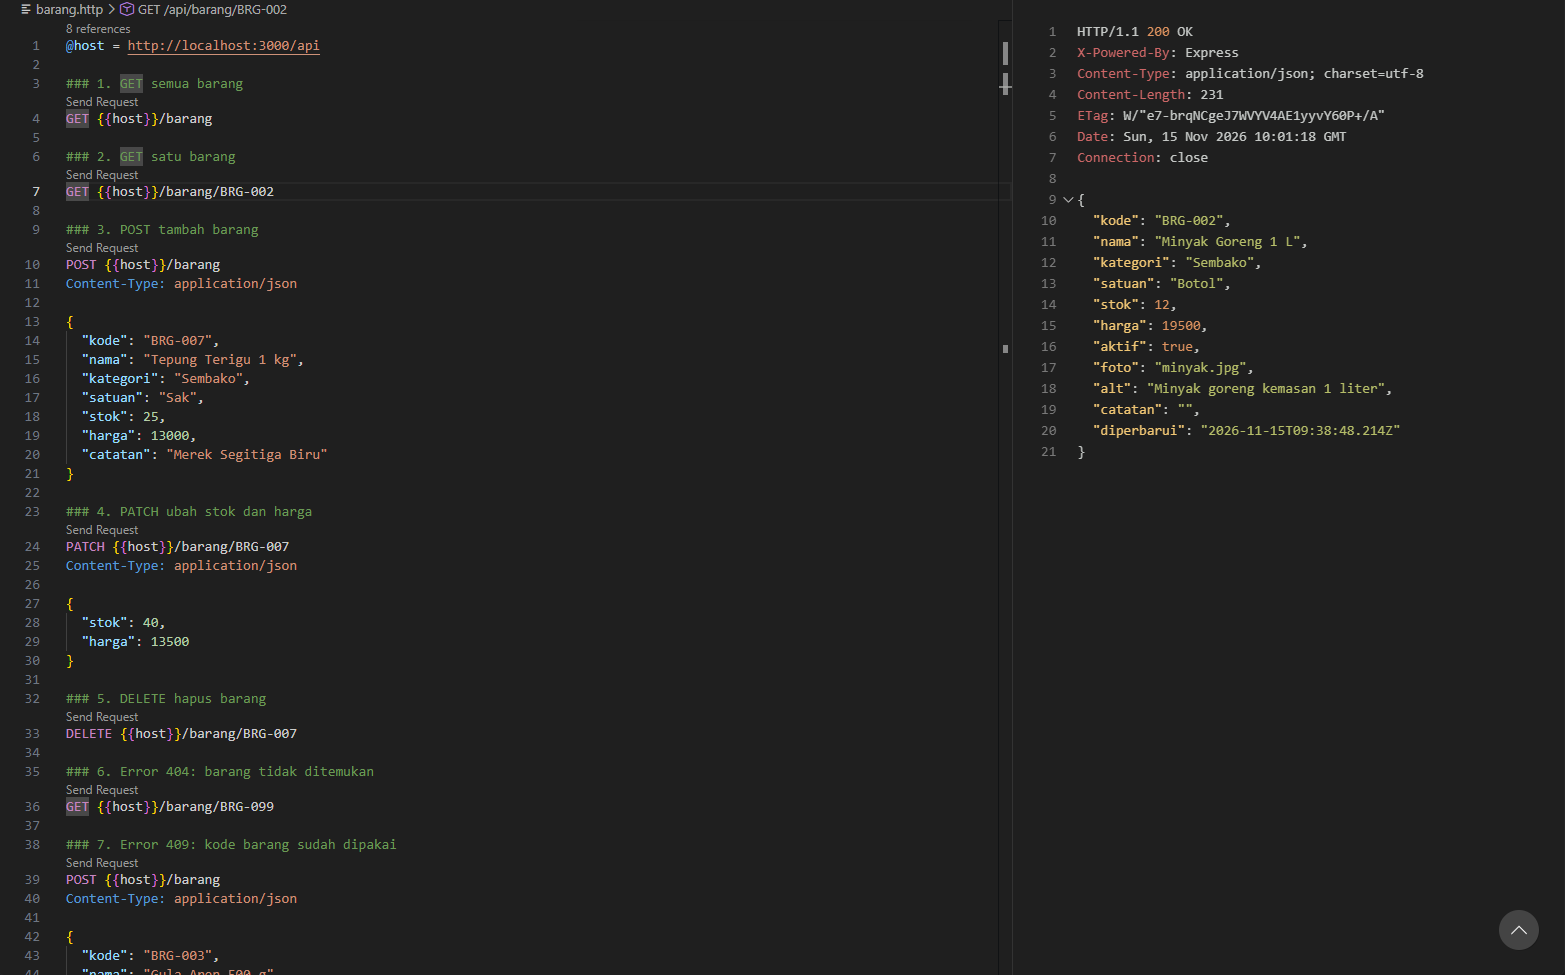 barang.http > GET /api/barang/BRG-002
8 references
1 @host = http://localhost:3000/api
2
3 ### 1. GET semua barang
Send Request
4 GET {{host}}/barang
5
6 ### 2. GET satu barang
Send Request
7 GET {{host}}/barang/BRG-002
8
9 ### 3. POST tambah barang
Send Request
10 POST {{host}}/barang
11 Content-Type: application/json
12
13 {
14 "kode": "BRG-007",
15 "nama": "Tepung Terigu 1 kg",
16 "kategori": "Sembako",
17 "satuan": "Sak",
18 "stok": 25,
19 "harga": 13000,
20 "catatan": "Merek Segitiga Biru"
21 }
22
23 ### 4. PATCH ubah stok dan harga
Send Request
24 PATCH {{host}}/barang/BRG-007
25 Content-Type: application/json
26
27 {
28 "stok": 40,
29 "harga": 13500
30 }
31
32 ### 5. DELETE hapus barang
Send Request
33 DELETE {{host}}/barang/BRG-007
34
35 ### 6. Error 404: barang tidak ditemukan
Send Request
36 GET {{host}}/barang/BRG-099
37
38 ### 7. Error 409: kode barang sudah dipakai
Send Request
39 POST {{host}}/barang
40 Content-Type: application/json
41
42 {
43 "kode": "BRG-003",
44 "nama": "Gula Aren 500 g"
1 HTTP/1.1 200 OK
2 X-Powered-By: Express
3 Content-Type: application/json; charset=utf-8
4 Content-Length: 231
5 ETag: W/"e7-brqNCgeJ7WVYV4AE1yyvY60P+/A"
6 Date: Sun, 15 Nov 2026 10:01:18 GMT
7 Connection: close
8
9 {
10 "kode": "BRG-002",
11 "nama": "Minyak Goreng 1 L",
12 "kategori": "Sembako",
13 "satuan": "Botol",
14 "stok": 12,
15 "harga": 19500,
16 "aktif": true,
17 "foto": "minyak.jpg",
18 "alt": "Minyak goreng kemasan 1 liter",
19 "catatan": "",
20 "diperbarui": "2026-11-15T09:38:48.214Z"
21 }